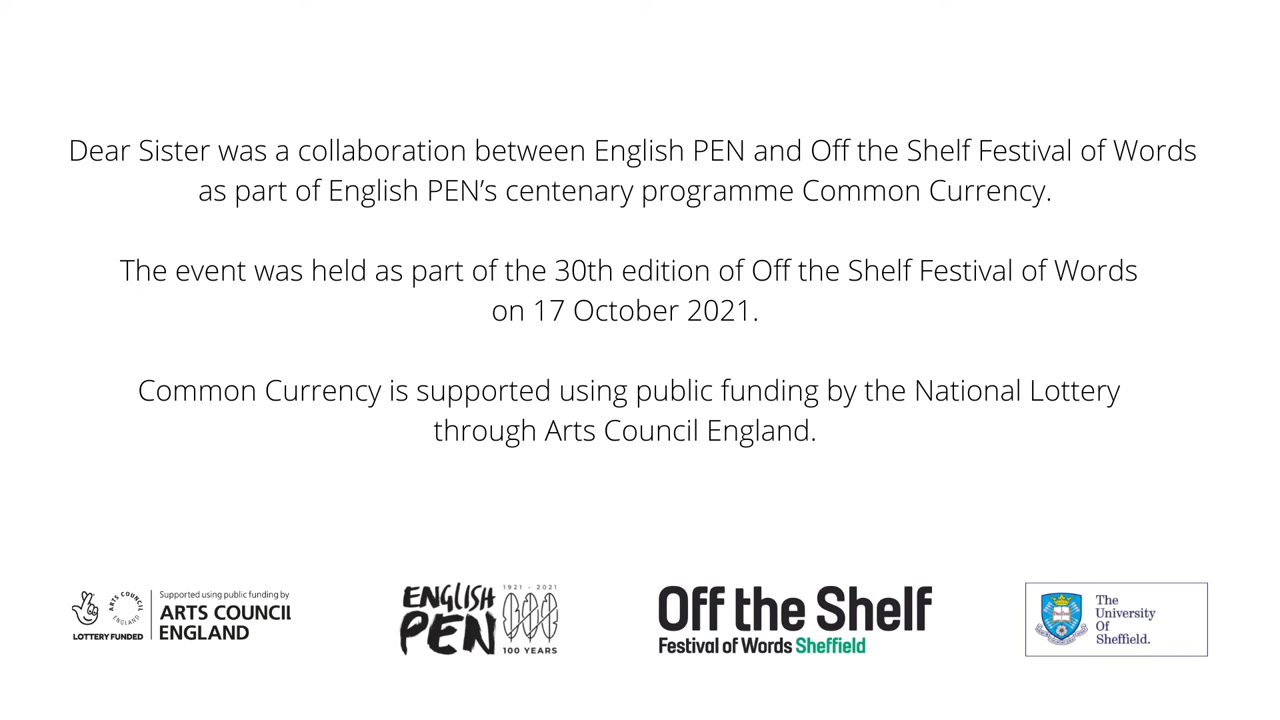 Dear Sister was a collaboration between English PEN and Off the Shelf Festival of Words
as part of English PEN’s centenary programme Common Currency.
The event was held as part of the 30th edition of Off the Shelf Festival of Words
on 17 October 2021.
Common Currency is supported using public funding by the National Lottery
through Arts Council England.
ARTS COUNCIL
ENGLAND
LOTTERY FUNDED
Supported using public funding by
ARTS COUNCIL
ENGLAND
ENGLISH
PEN
1921 - 2021
100 YEARS
Off the Shelf
Festival of Words Sheffield
The
University
Of
Sheffield.